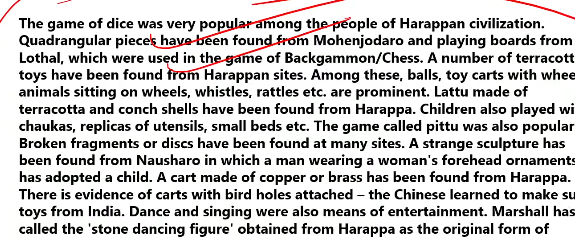 The game of dice was very popular among the people of Harappan civilization.
Quadrangular pieces have been found from Mohenjodaro and playing boards from
Lothal, which were used in the game of Backgammon/Chess. A number of terracott
toys have been found from Harappan sites. Among these, balls, toy carts with whee
animals sitting on wheels, whistles, rattles etc. are prominent. Lattu made of
terracotta and conch shells have been found from Harappa. Children also played wi
chaukas, replicas of utensils, small beds etc. The game called pittu was also popular
Broken fragments or discs have been found at many sites. A strange sculpture has
been found from Nausharo in which a man wearing a woman's forehead ornaments
has adopted a child. A cart made of copper or brass has been found from Harappa.
There is evidence of carts with bird holes attached – the Chinese learned to make su
toys from India. Dance and singing were also means of entertainment. Marshall has
called the 'stone dancing figure' obtained from Harappa as the original form of